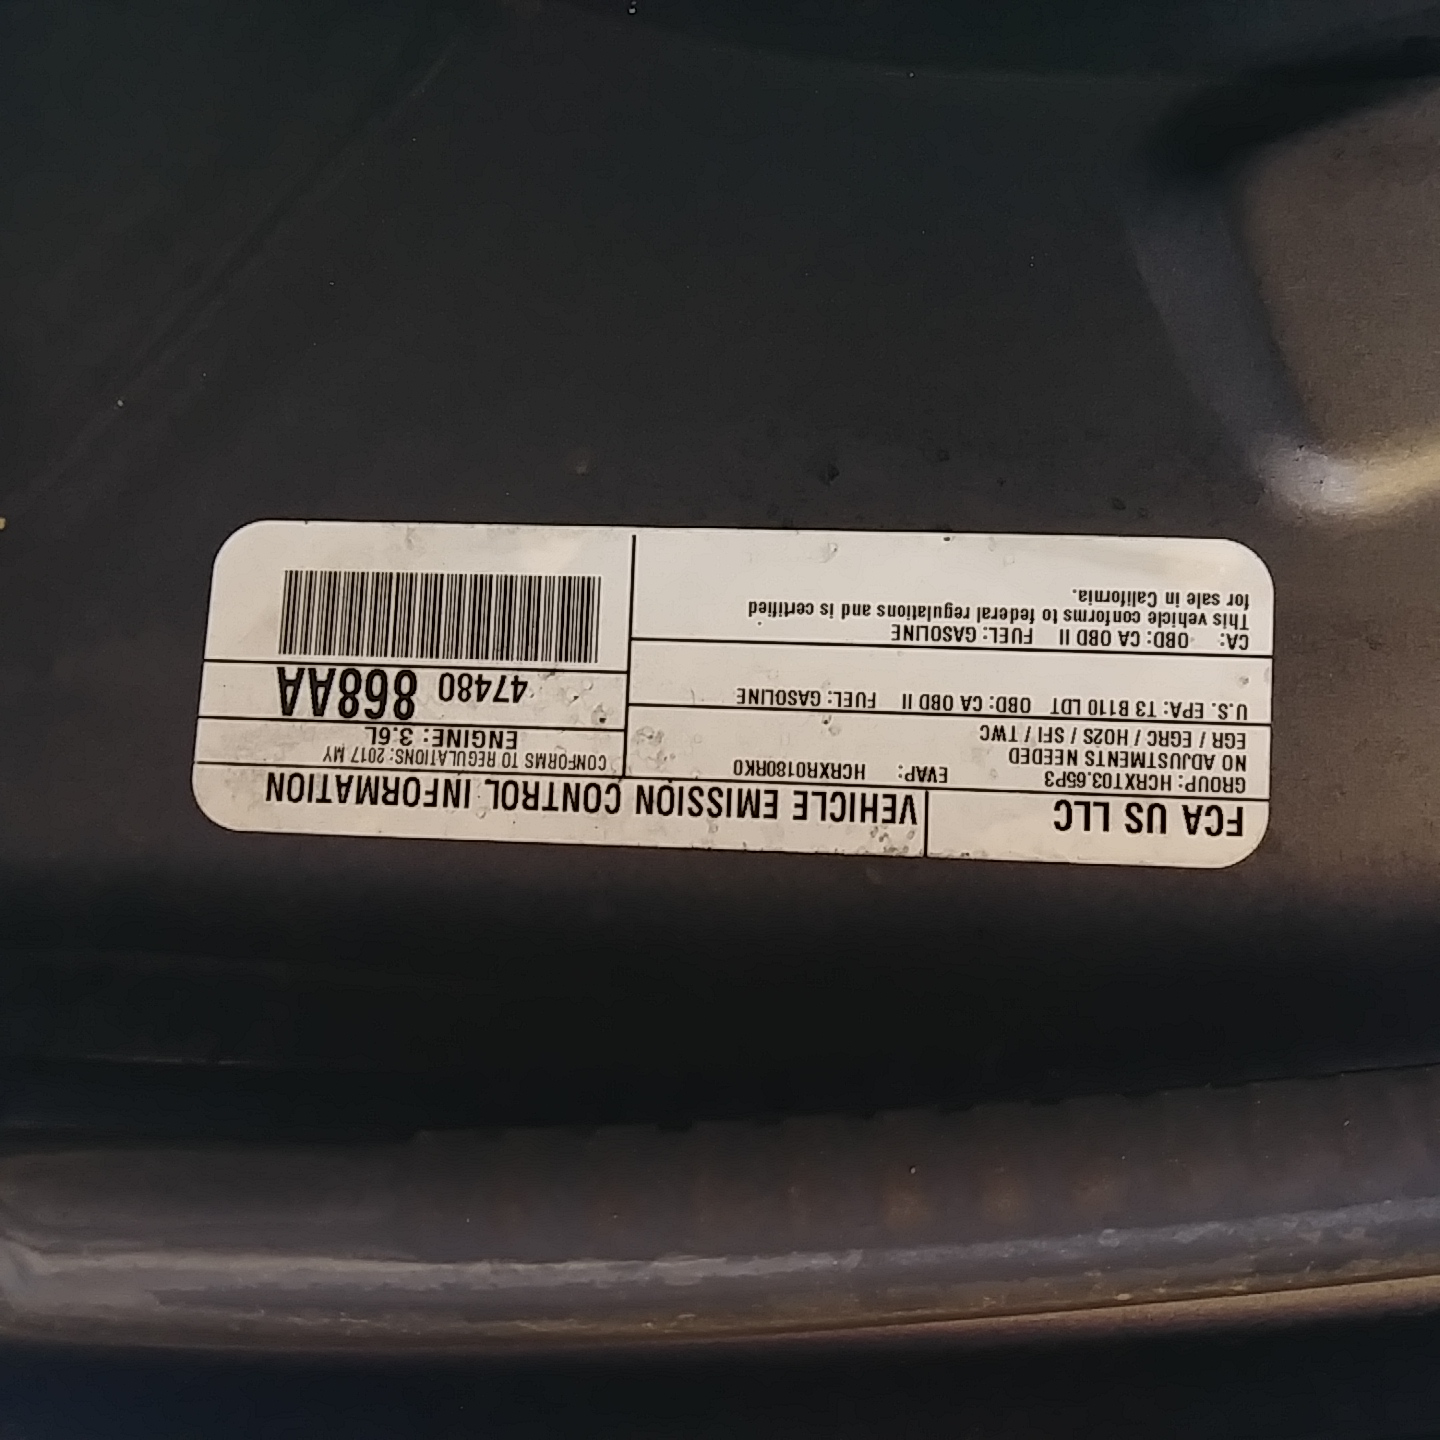 FCA US LLC
VEHICLE EMISSION CONTROL INFORMATION
GROUP: HCRXT03.65P3 EVAP: HCRXR0180RK0
NO ADJUSTMENTS NEEDED
EGR / EGRC / HO2S / SFI / TWC
CONFORMS TO REGULATIONS: 2017 MY
ENGINE: 3.6L
U.S. EPA: T3 B110 LDT OBD: CA OBD II FUEL: GASOLINE
47480 868AA
CA: OBD: CA OBD II FUEL: GASOLINE
This vehicle conforms to federal regulations and is certified
for sale in California.